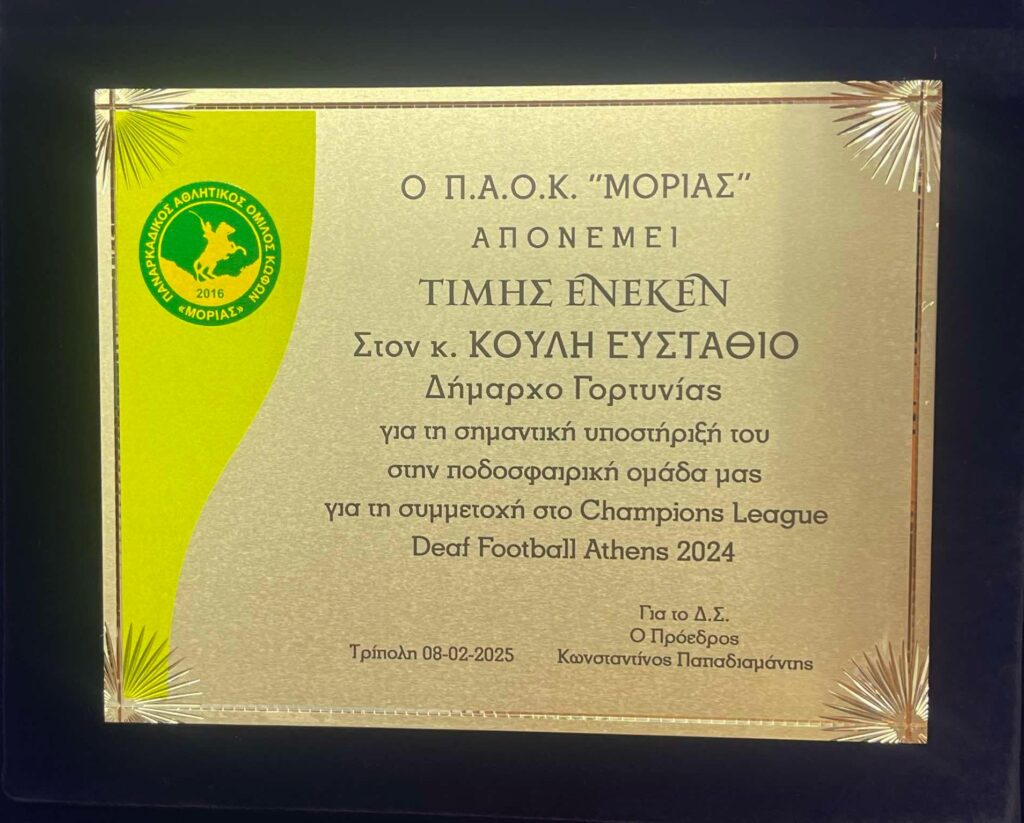 ΠΑΝΑΡΚΑΔΙΚΟΣ ΑΘΛΗΤΙΚΟΣ ΟΜΙΛΟΣ ΚΩΦΩΝ
2016
«ΜΟΡΙΑΣ»
Ο Π.Α.Ο.Κ. "ΜΟΡΙΑΣ"
ΑΠΟΝΕΜΕΙ
ΤΙΜΗΣ ΕΝΕΚΕΝ
Στον κ. ΚΟΥΛΗ ΕΥΣΤΑΘΙΟ
Δήμαρχο Γορτυνίας
για τη σημαντική υποστήριξή του
στην ποδοσφαιρική ομάδα μας
για τη συμμετοχή στο Champions League
Deaf Football Athens 2024
Για το Δ.Σ.
Ο Πρόεδρος
Τρίπολη 08-02-2025 Κωνσταντίνος Παπαδιαμάντης